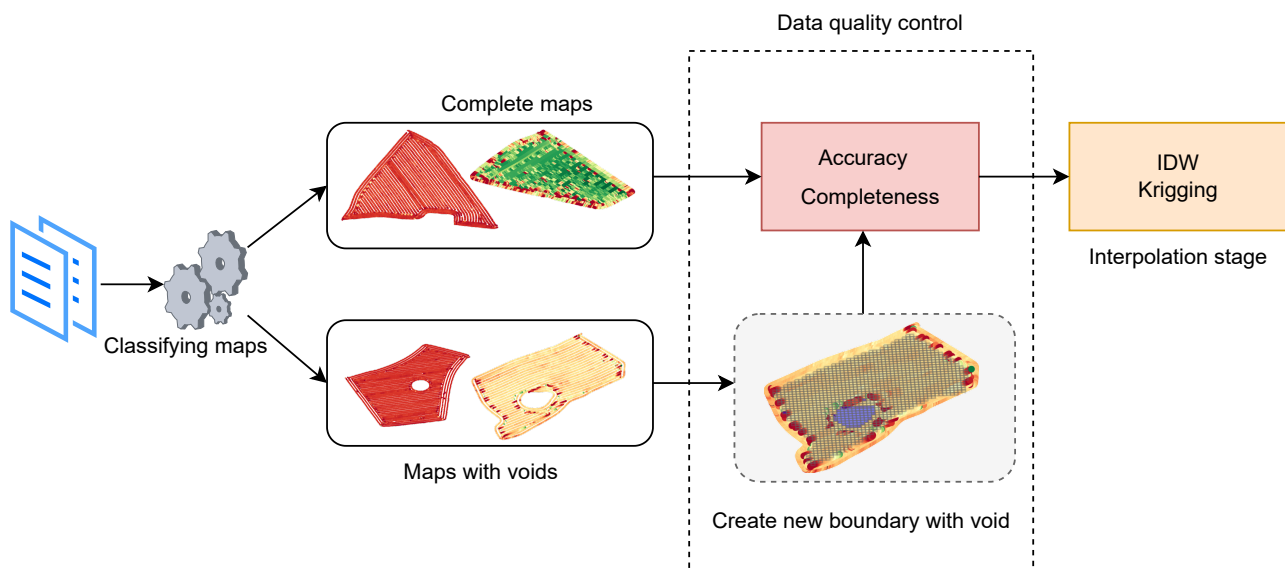 Data quality control
Complete maps
Accuracy
Completeness
IDW
Krigging
Interpolation stage
Classifying maps
Maps with voids
Create new boundary with void